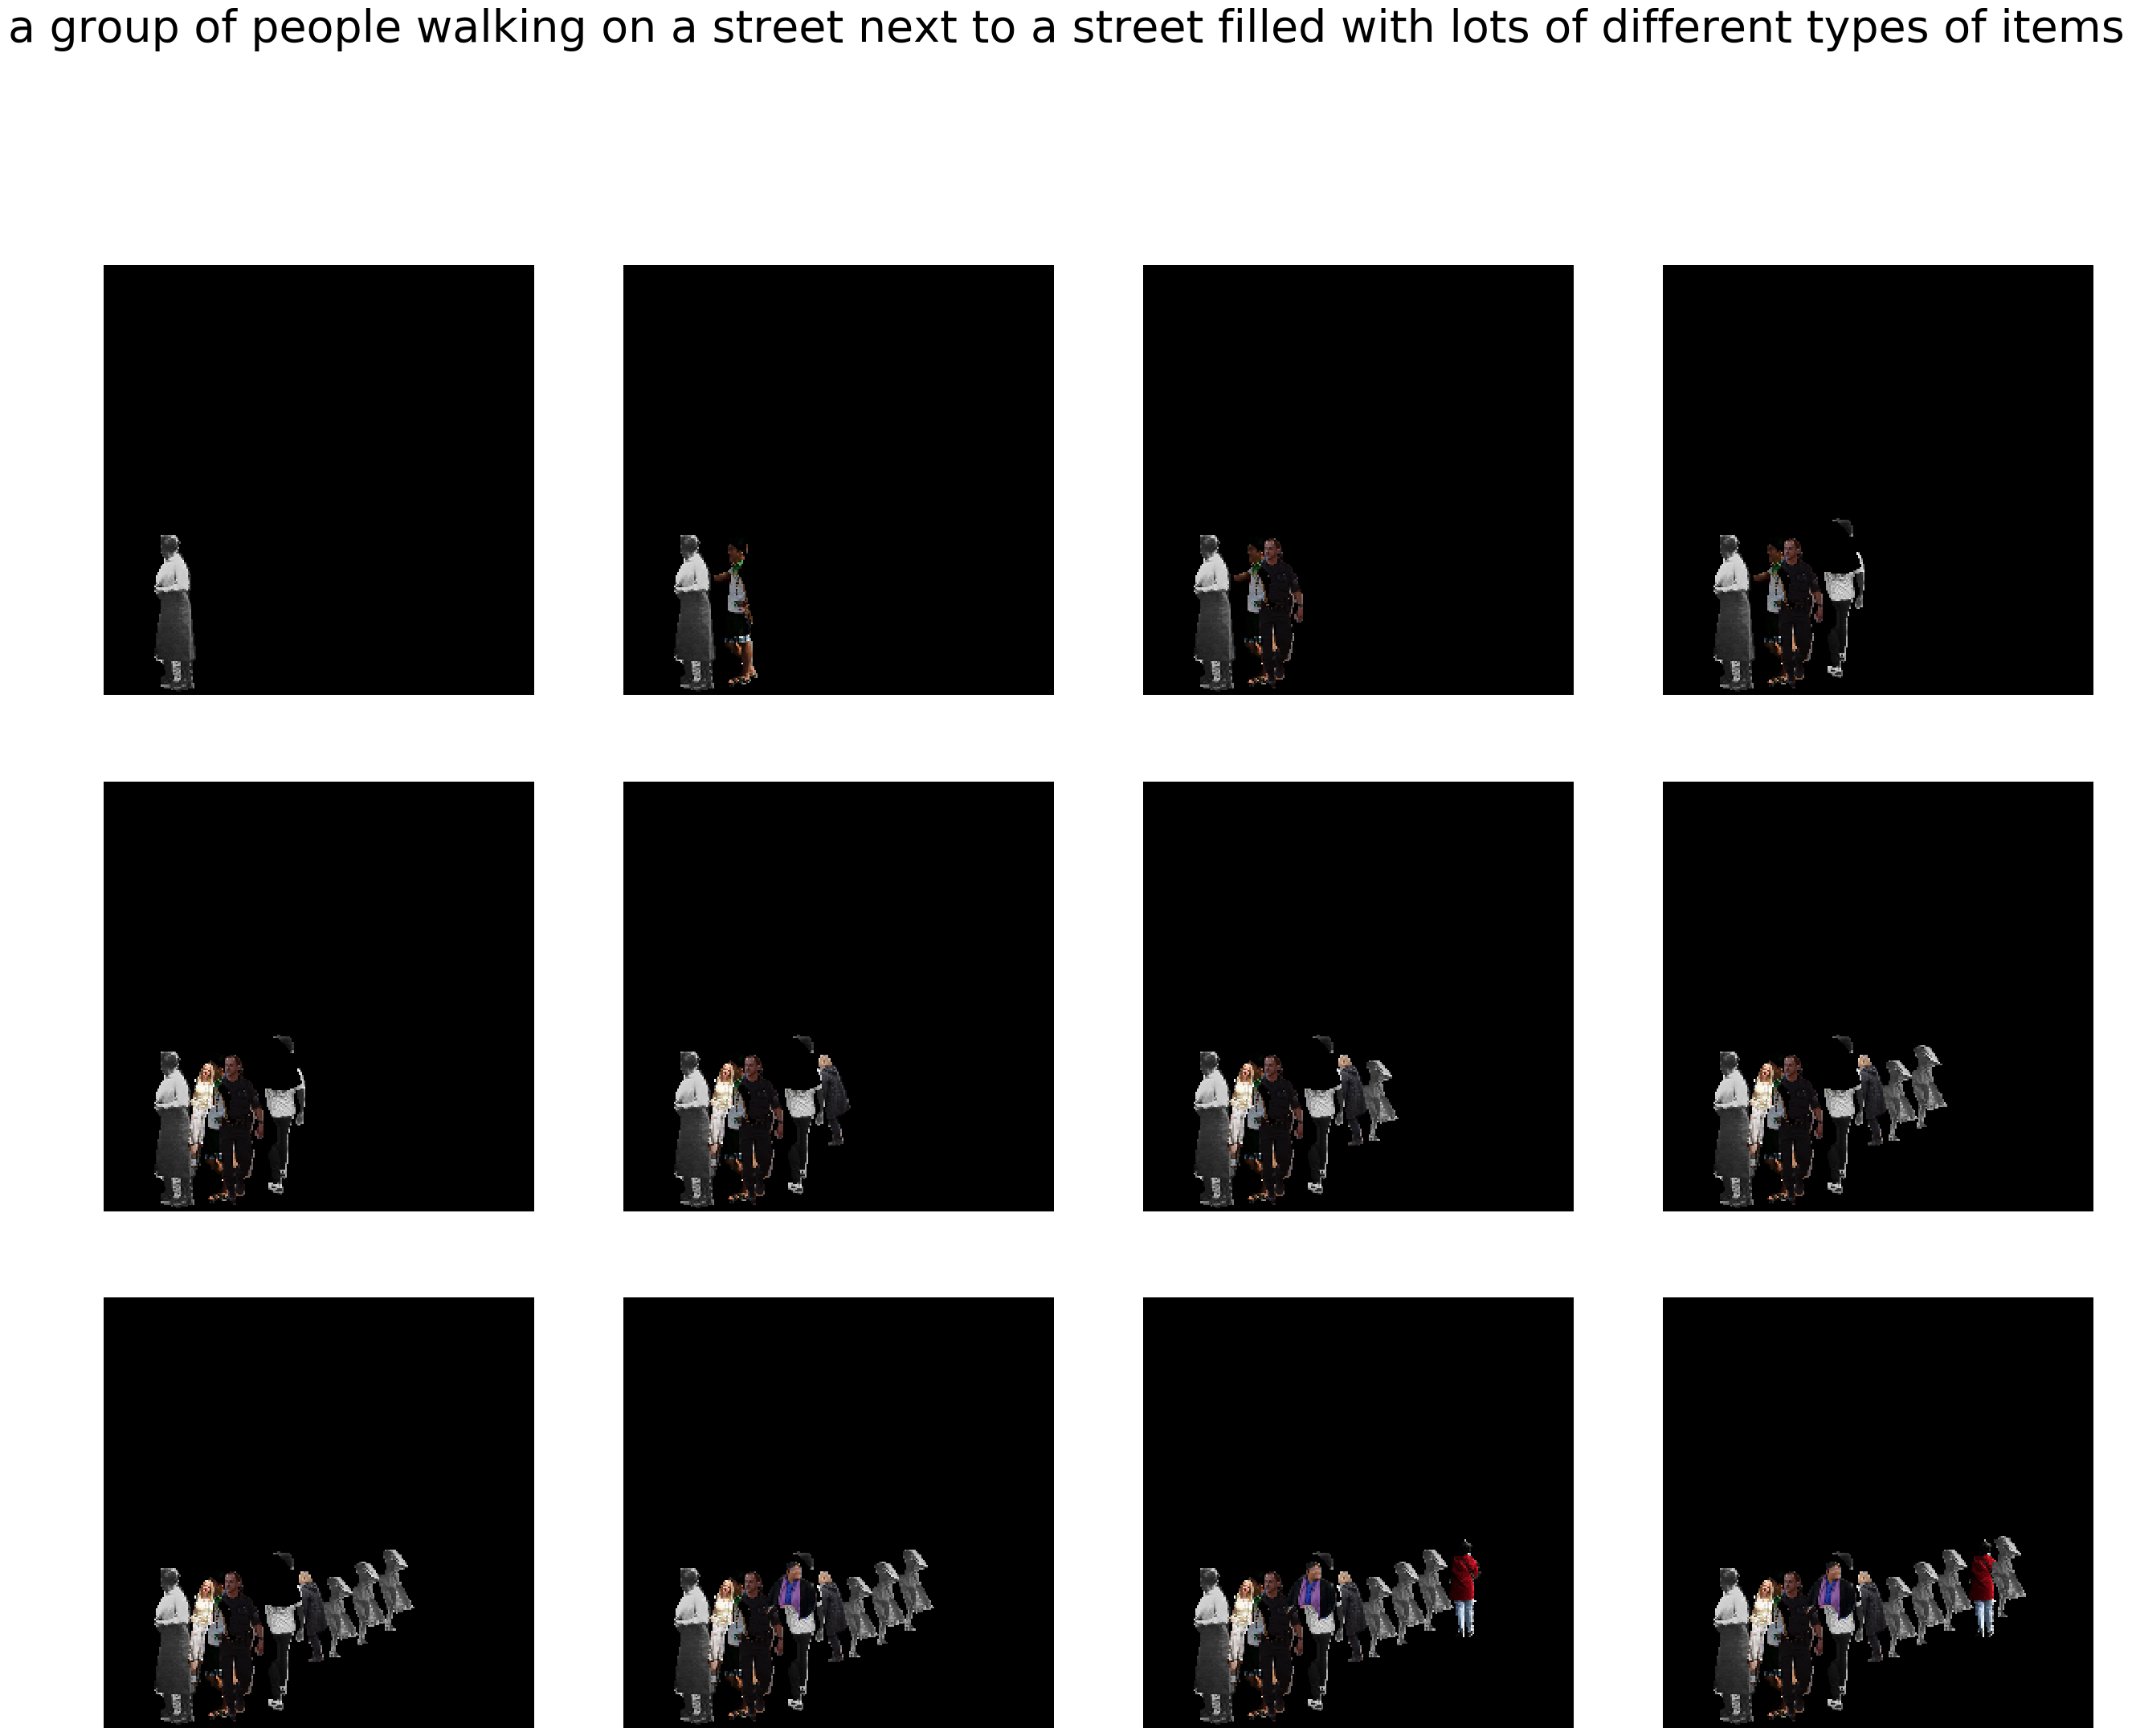 a group of people walking on a street next to a street filled with lots of different types of items